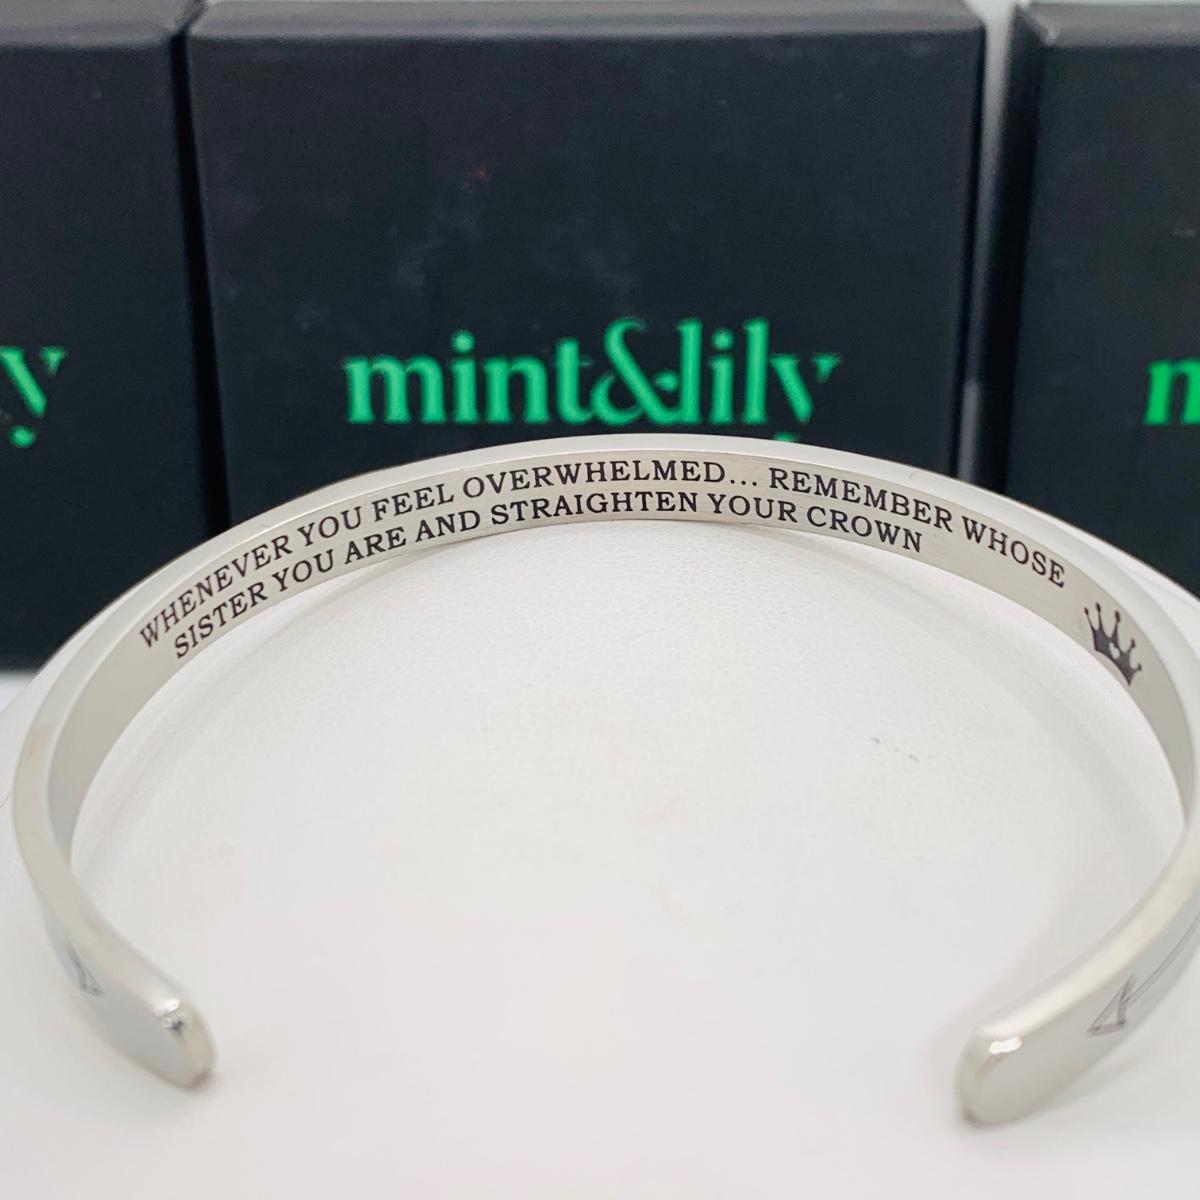 mint&lily
WHENEVER YOU FEEL OVERWHELMED... REMEMBER WHOSE
SISTER YOU ARE AND STRAIGHTEN YOUR CROWN